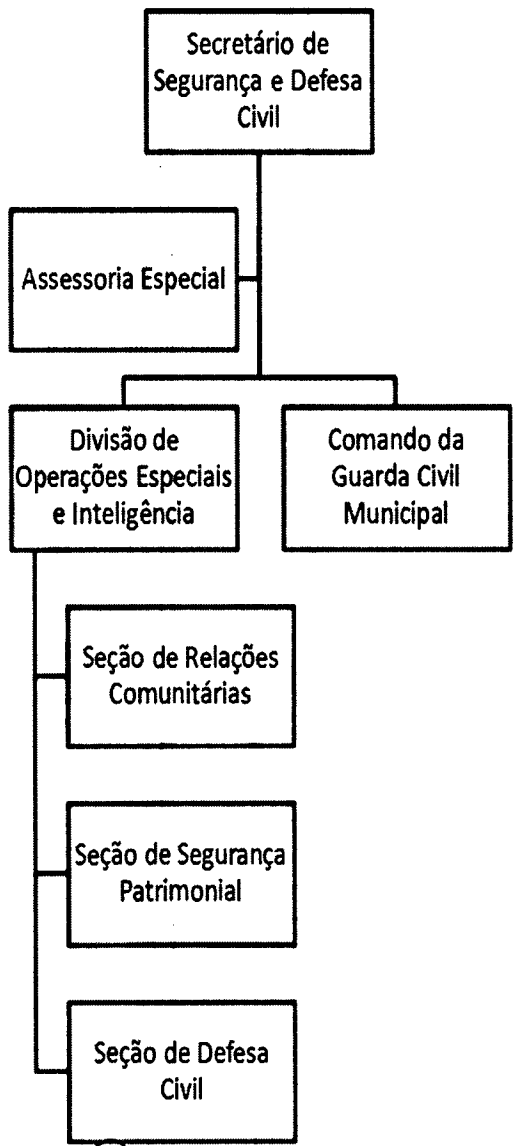 Secretário de
Segurança e Defesa
Civil
Assessoria Especial
Divisão de
Operações Especiais
e Inteligência
Comando da
Guarda Civil
Municipal
Seção de Relações
Comunitárias
Seção de Segurança
Patrimonial
Seção de Defesa
Civil